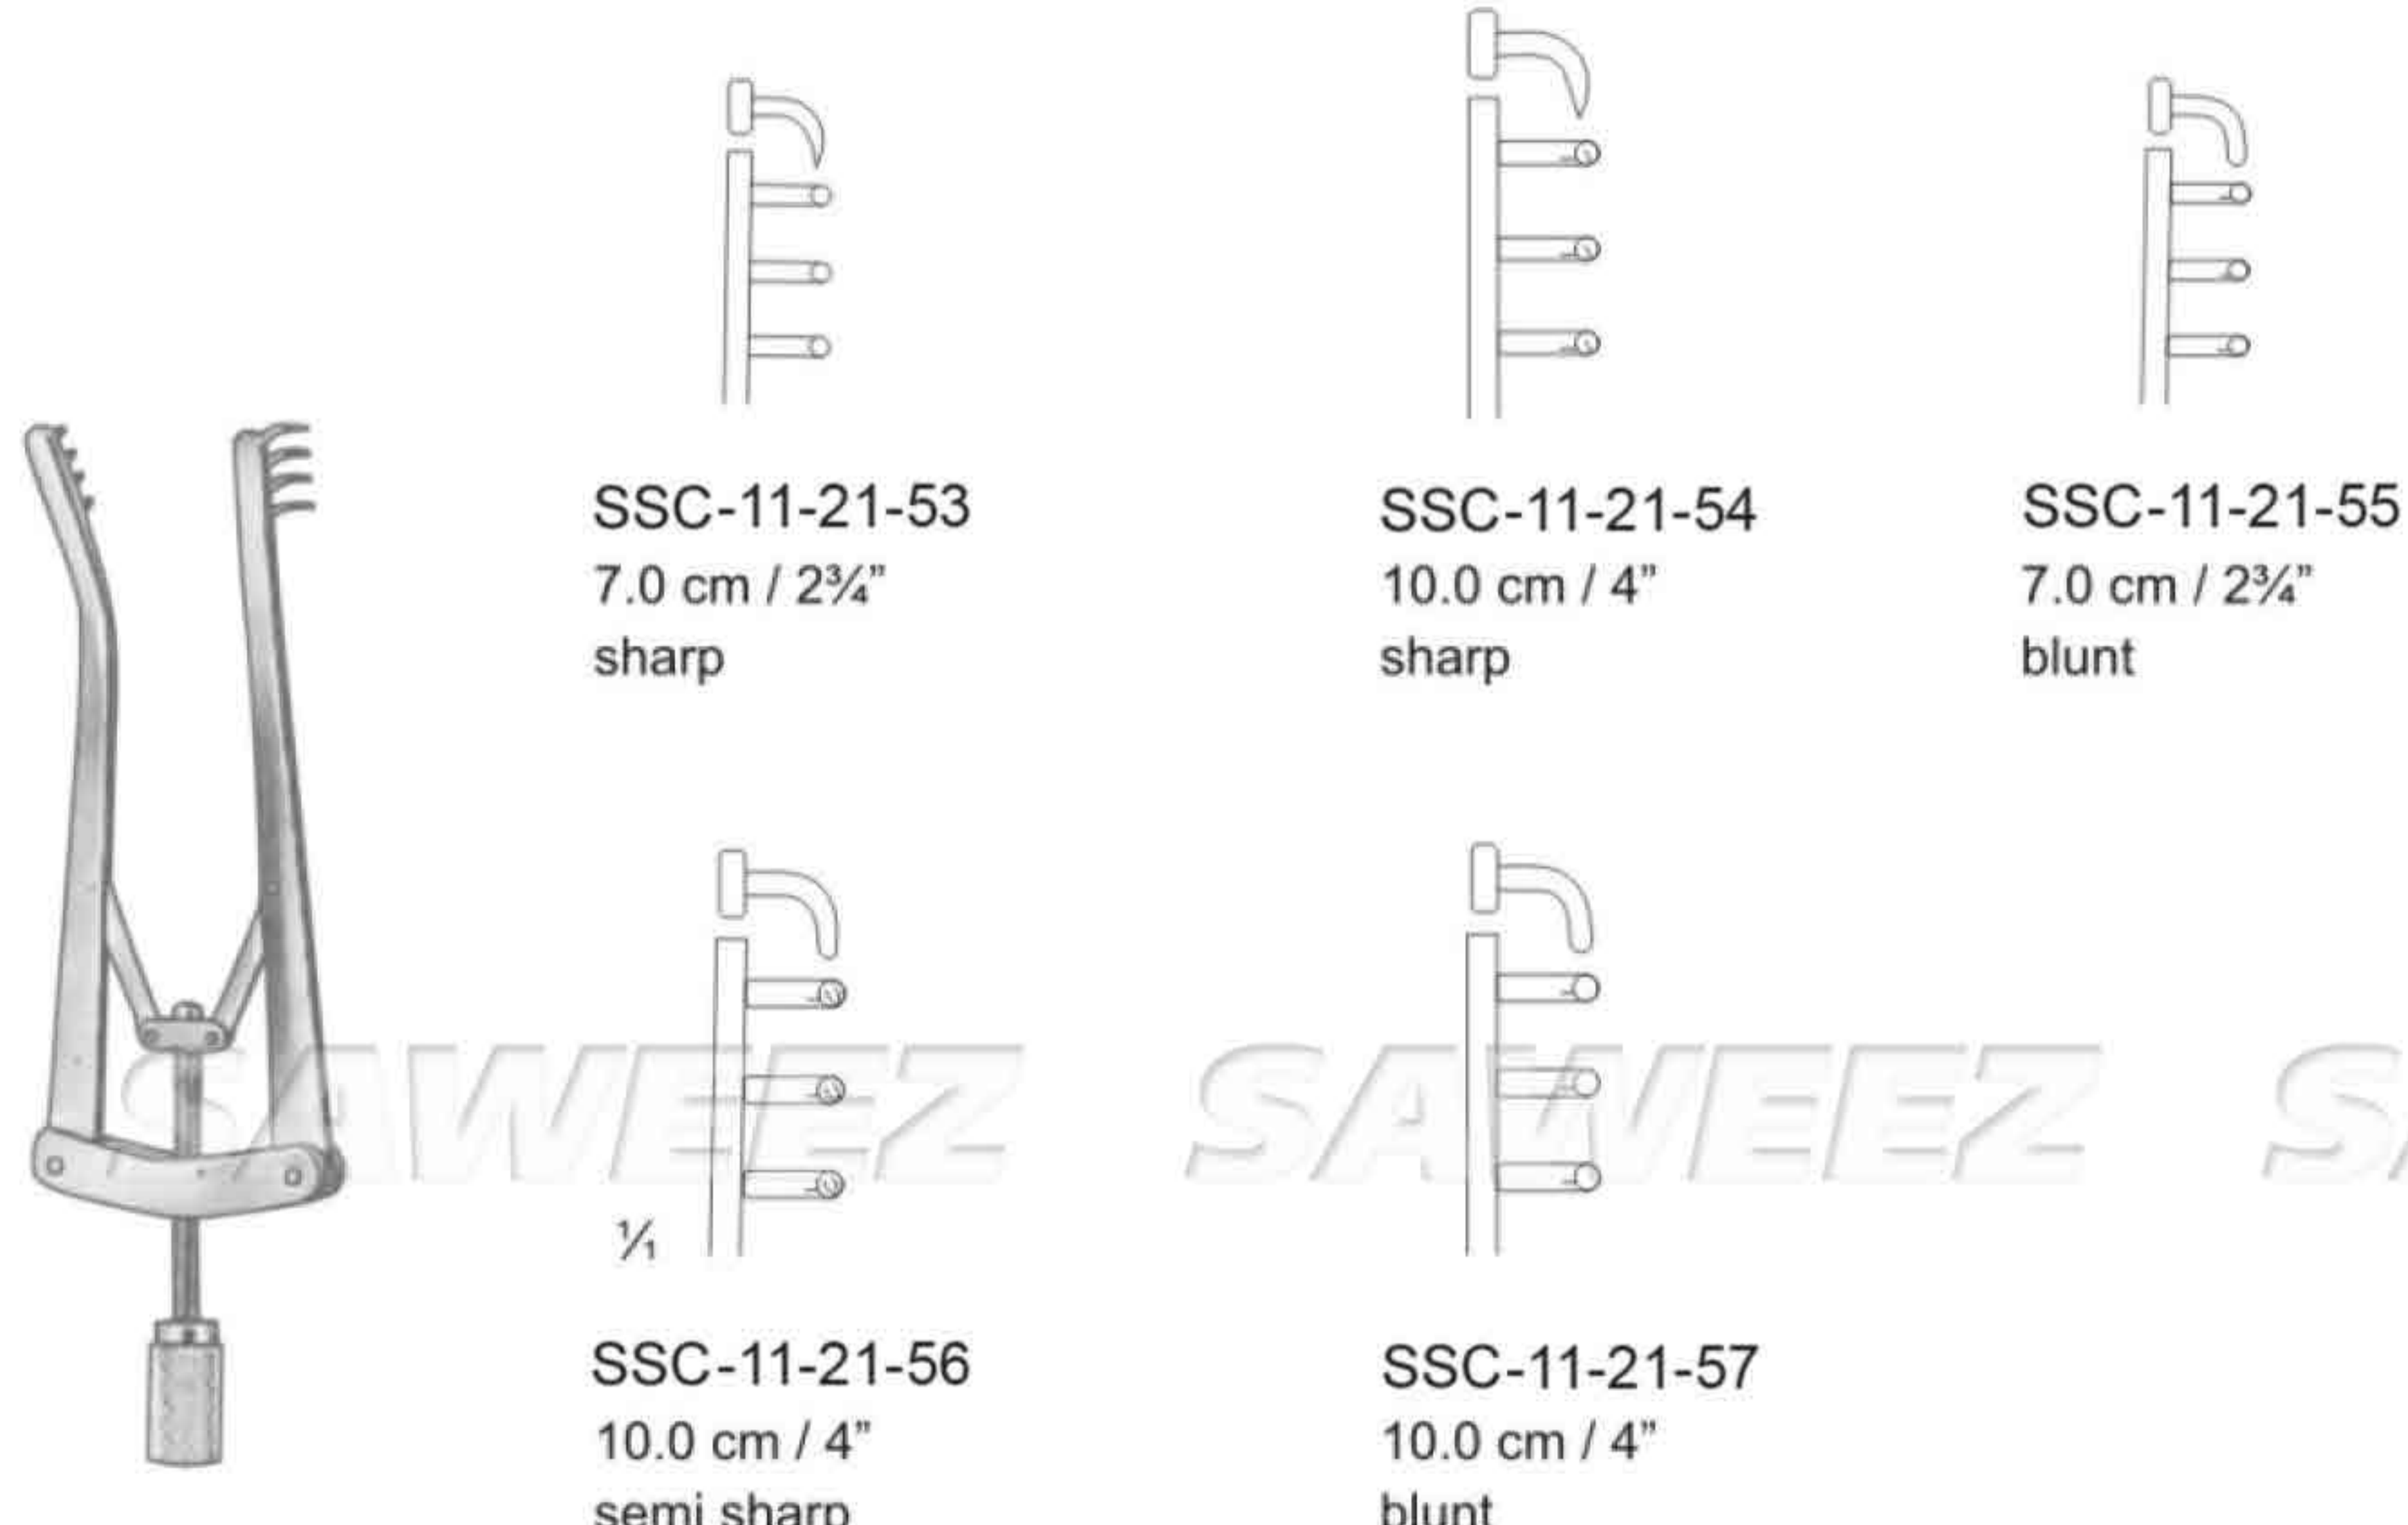 SSC-11-21-53
7.0 cm / 2¾”
sharp
SSC-11-21-54
10.0 cm / 4”
sharp
SSC-11-21-55
7.0 cm / 2¾”
blunt
SAWEEZ SAWEEZ
¹⁄₁
SSC-11-21-56
10.0 cm / 4”
semi sharp
SSC-11-21-57
10.0 cm / 4”
blunt